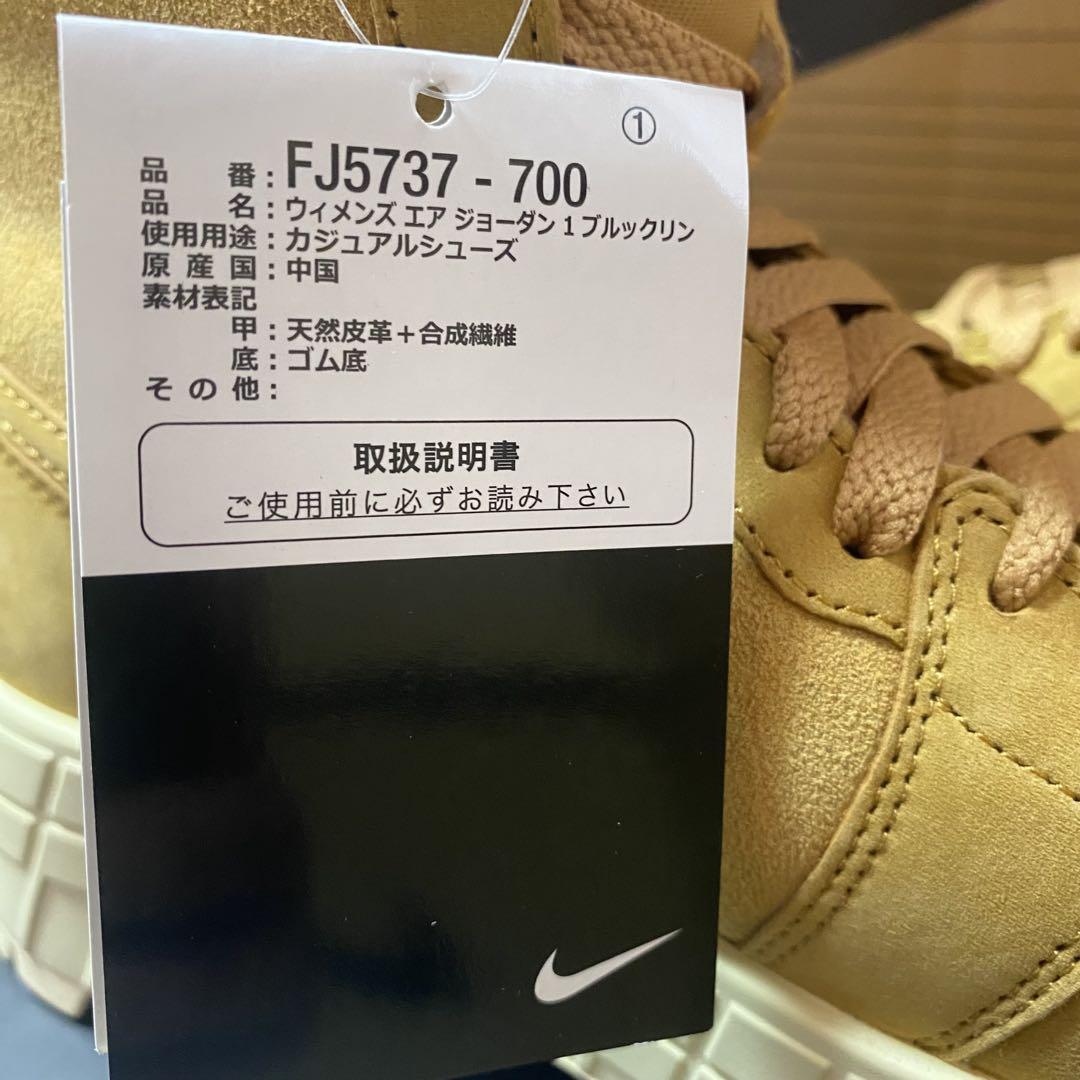 ①
品番：FJ5737 - 700
品名：ウィメンズ エア ジョーダン 1 ブルックリン
使用用途：カジュアルシューズ
原産国：中国
素材表記
甲：天然皮革＋合成繊維
底：ゴム底
その他：
取扱説明書
ご使用前に必ずお読み下さい